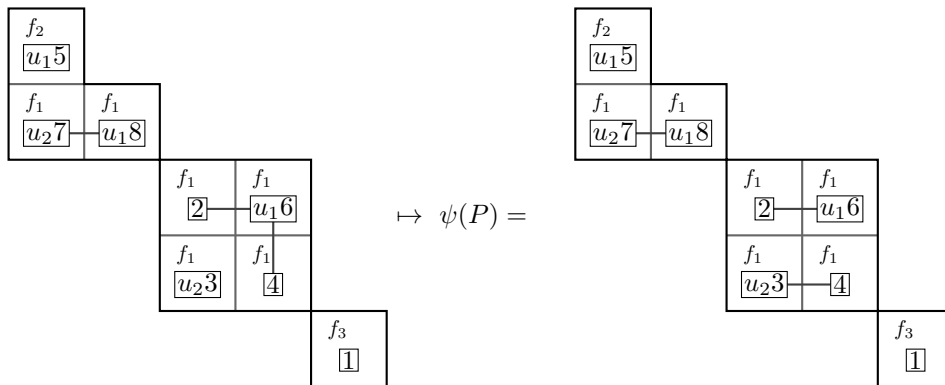 f₂ f₂
u₁5 u₁5
f₁ f₁ f₁ f₁
u₂7 u₁8 u₂7 u₁8
f₁ f₁ f₁ f₁
2 u₁6 ↦ ψ(P) = 2 u₁6
f₁ f₁ f₁ f₁
u₂3 4 u₂3 4
f₃ f₃
1 1